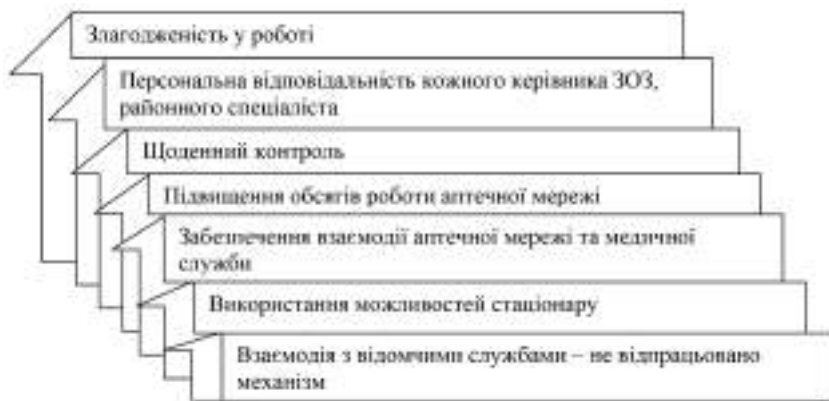 Злагодженість у роботі
Персональна відповідальність кожного керівника ЗОЗ,
районного спеціаліста
Щоденний контроль
Підвищення обсягів роботи аптечної мережі
Забезпечення взаємодії аптечної мережі та медичної
служби
Використання можливостей стаціонару
Взаємодія з відомчими службами – не відпрацьовано
механізм